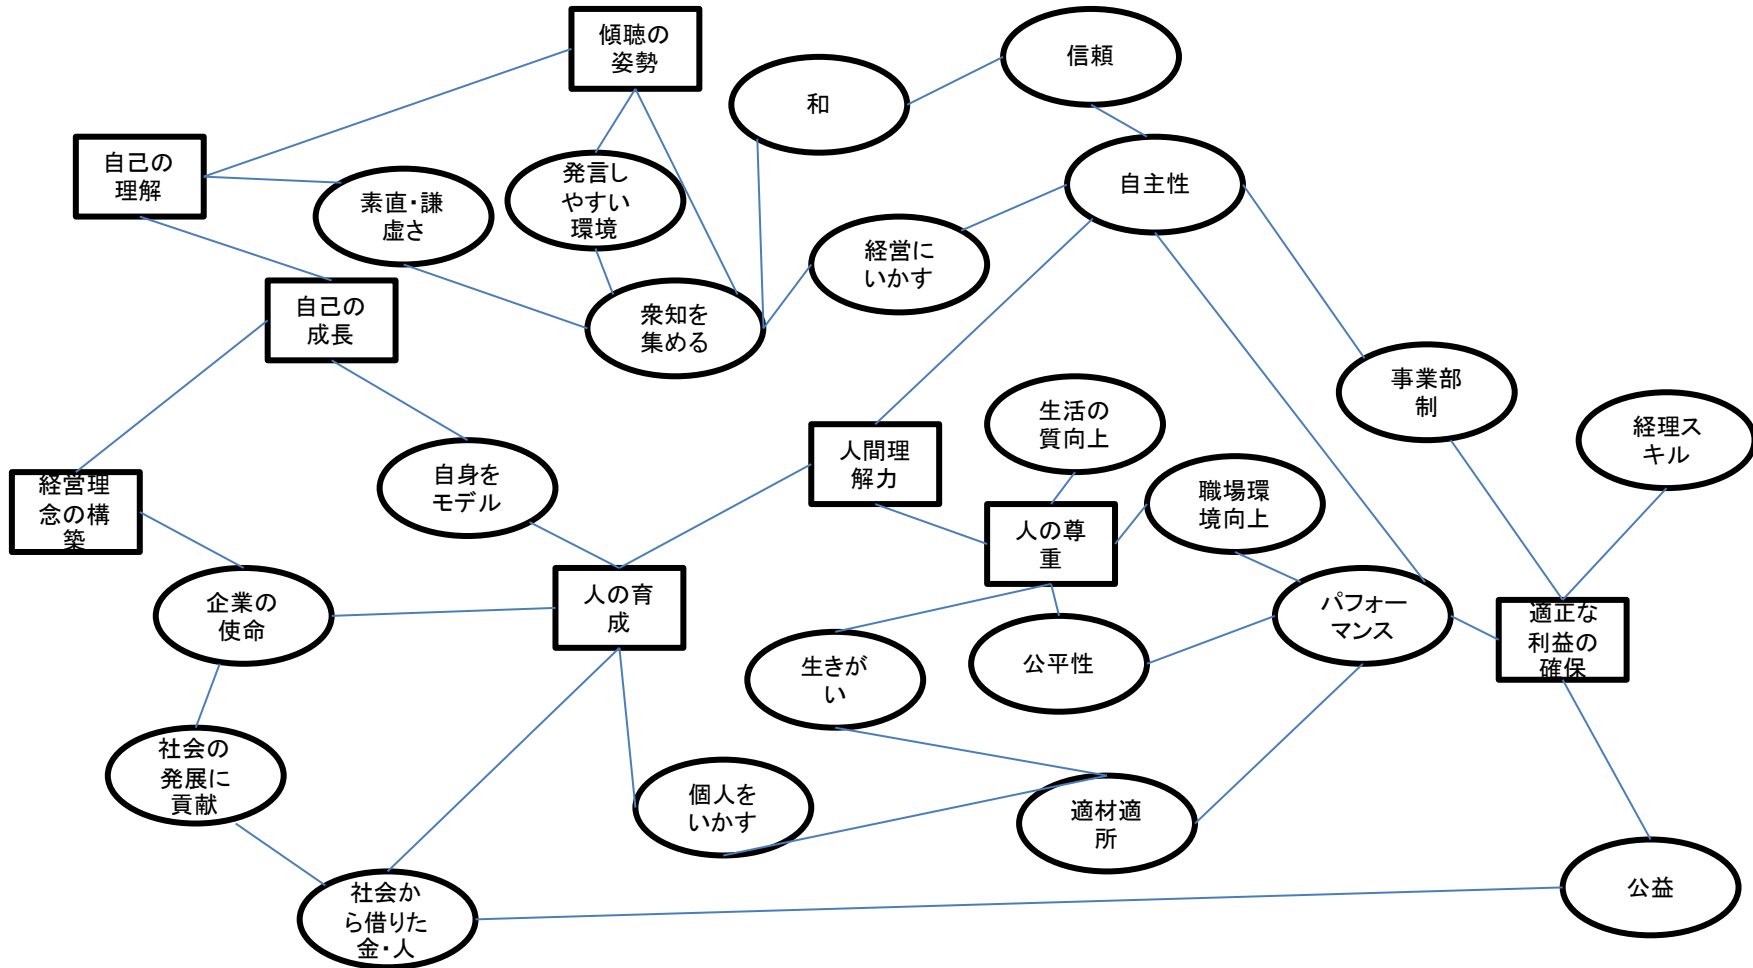 傾聴の
姿勢
信頼
和
自己の
理解
発言し
やすい
環境
自主性
素直・謙
虚さ
経営に
いかす
自己の
成長
衆知を
集める
事業部
制
生活の
質向上
経理ス
キル
人間理
解力
自身を
モデル
経営理
念の構
築
職場環
境向上
人の尊
重
企業の
使命
人の育
成
パフォー
マンス
適正な
利益の
確保
生きが
い
公平性
社会の
発展に
貢献
個人を
いかす
適材適
所
公益
社会か
ら借りた
金・人